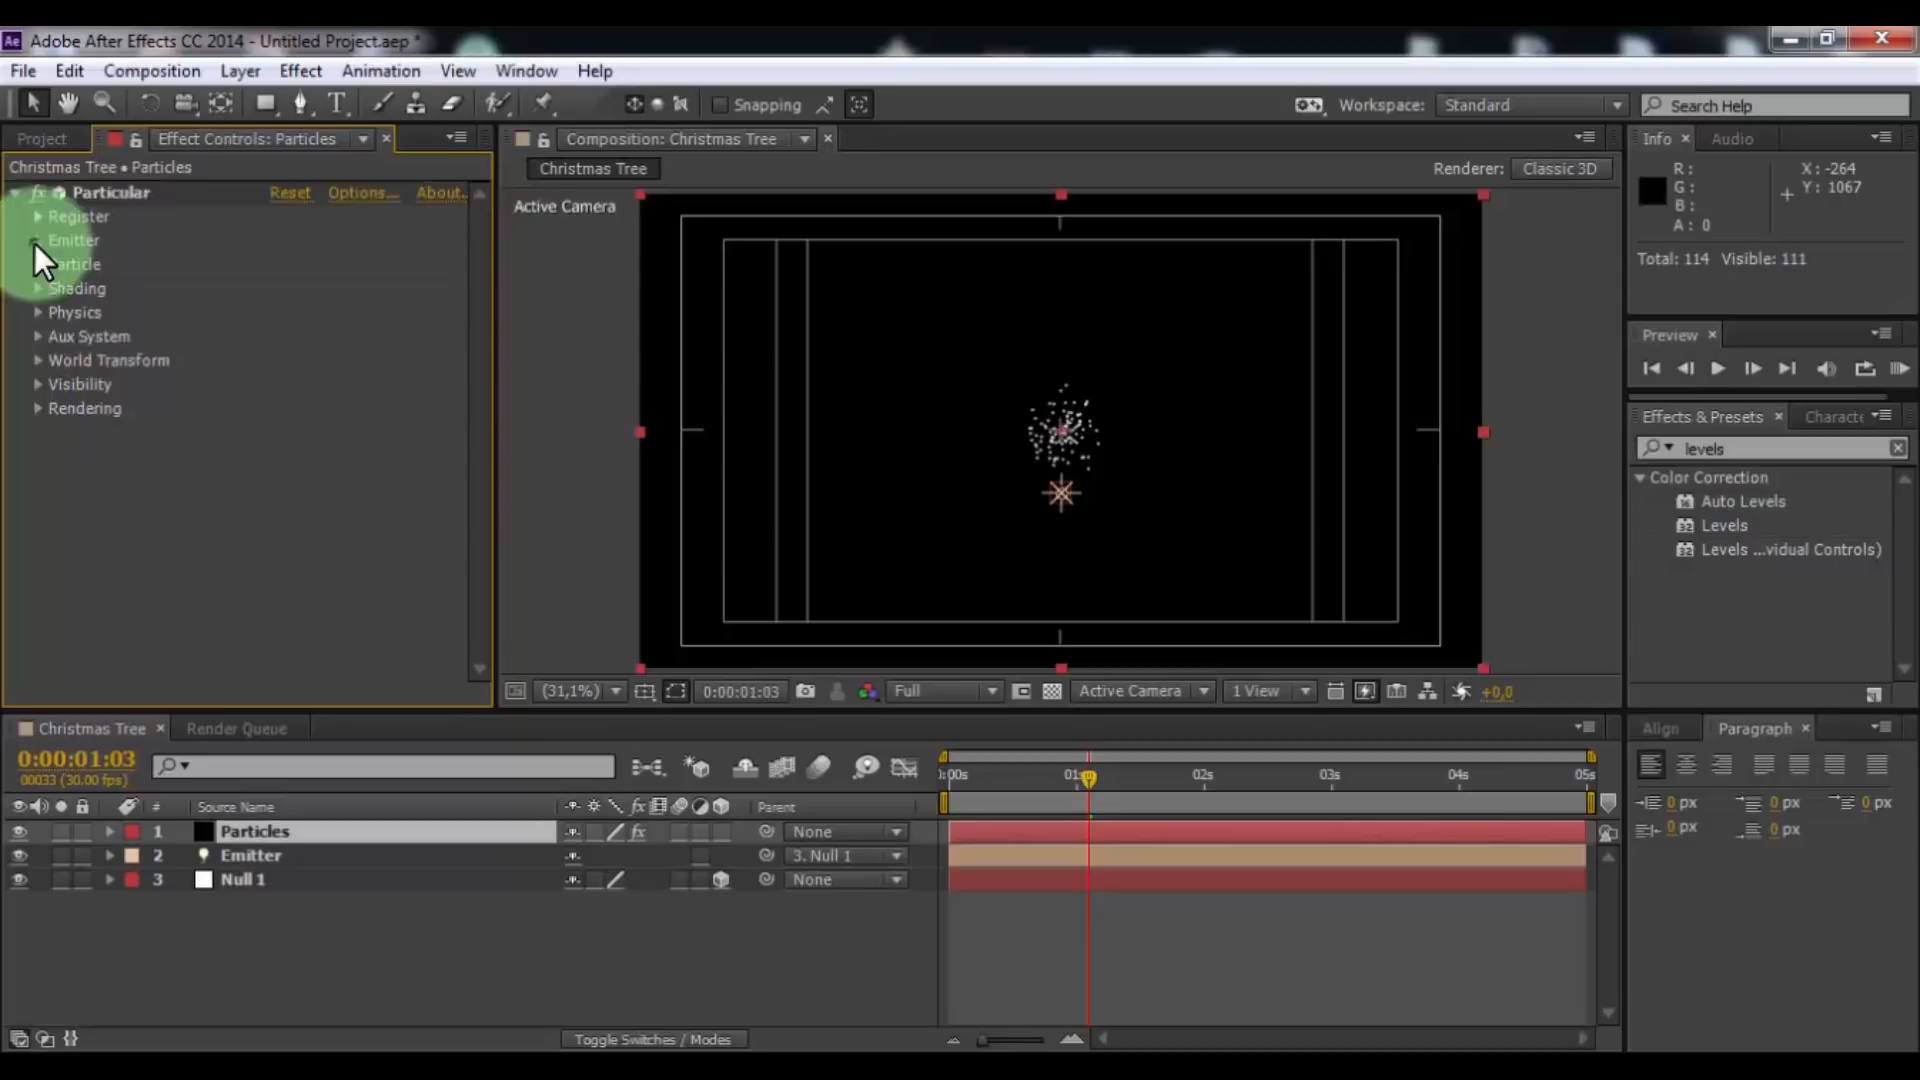 Ae Adobe After Effects CC 2014 - Untitled Project.aep *
File Edit Composition Layer Effect Animation View Window Help
T Snapping Workspace: Standard Search Help
Project Effect Controls: Particles
Composition: Christmas Tree
Info Audio
Christmas Tree • Particles
fx Particular Reset Options... About..
Register
Emitter
Particle
Shading
Physics
Aux System
World Transform
Visibility
Rendering
Christmas Tree
Renderer: Classic 3D
Active Camera
R:
G:
B:
A: 0
X: -264
Y: 1067
Total: 114 Visible: 111
Preview
Effects & Presets Characte
levels
Color Correction
Auto Levels
Levels
Levels ...vidual Controls)
(31,1%) 0:00:01:03 Full Active Camera 1 View +0,0
Christmas Tree Render Queue
0:00:01:03
00033 (30.00 fps)
):00s 01s 02s 03s 04s 05s
# Source Name fx Parent
1 Particles fx None
2 Emitter 3. Null 1
3 Null 1 None
Toggle Switches / Modes
Align Paragraph
0 px 0 px 0 px
0 px 0 px